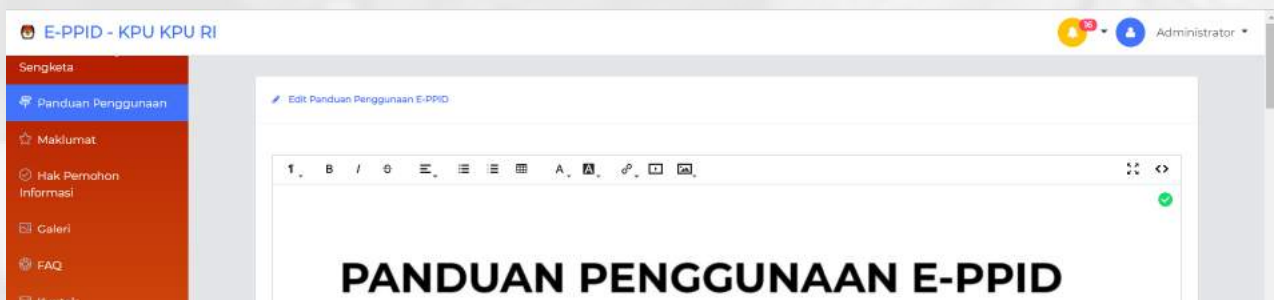 E-PPID - KPU KPU RI
16
Administrator
Sengketa
Panduan Penggunaan
Edit Panduan Penggunaan E-PPID
Maklumat
Hak Pemohon
Informasi
Galeri
FAQ
PANDUAN PENGGUNAAN E-PPID